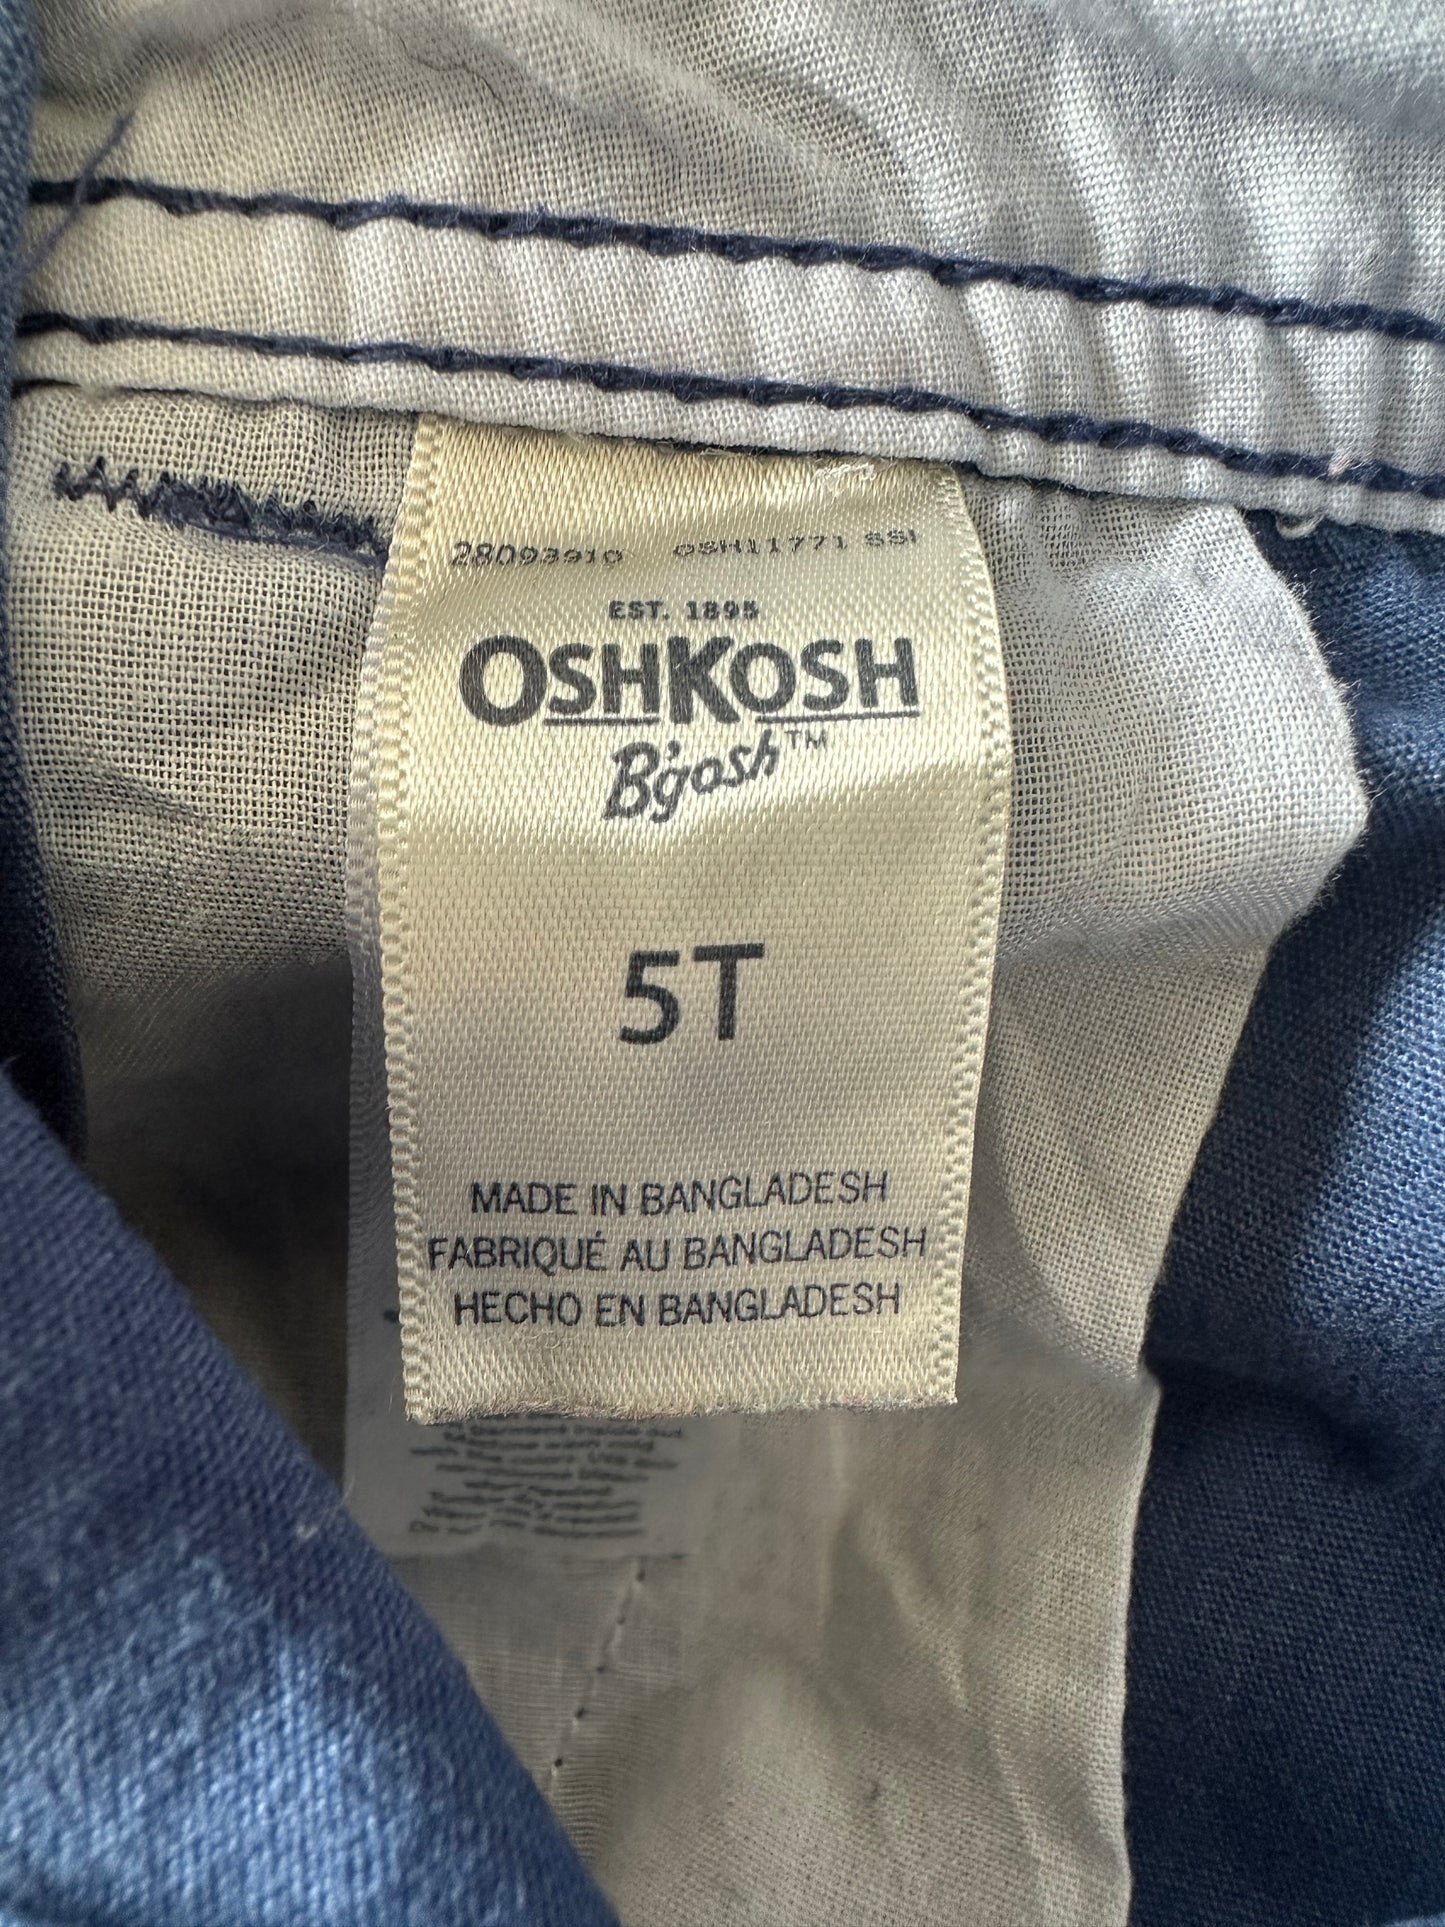 28093910 OSH11771 SSI
EST. 1895
OSHKOSH
B'gosh™
5T
MADE IN BANGLADESH
FABRIQUÉ AU BANGLADESH
HECHO EN BANGLADESH